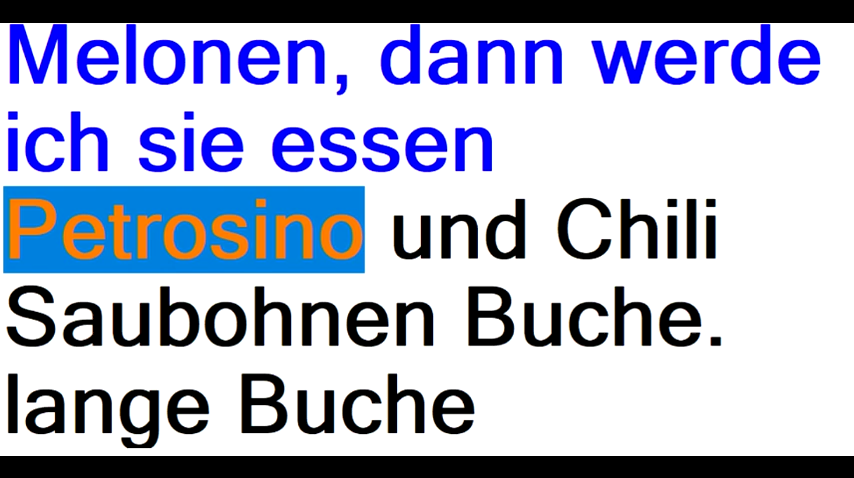 Melonen, dann werde
ich sie essen
Petrosino und Chili
Saubohnen Buche.
lange Buche